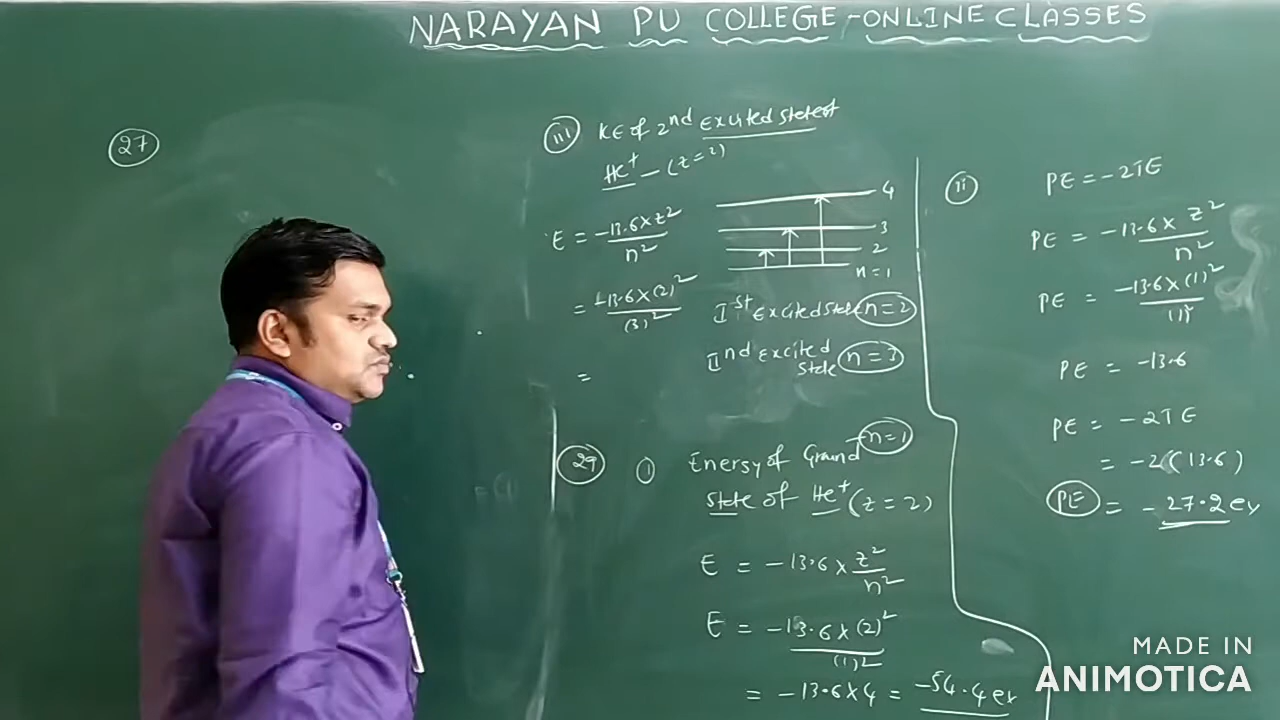 NARAYAN PU COLLEGE-ONLINE CLASSES
27
iii KE of 2nd excited state of
He+ - (z=2)
E = -13.6×z²/n²
4
3
2
n=1
= +13.6×(2)²/(3)²
Ist excited state n=2
IInd excited state n=3
=
29 i Energy of Ground n=1
state of He+ (z=2)
E = -13.6×z²/n²
E = -13.6×(2)²/(1)²
= -13.6×4 = -54.4 ev
ii PE = -2TE
PE = -13.6×z²/n²
PE = -13.6×(1)²/(1)²
PE = -13.6
PE = -2TE
= -2(13.6)
PE = -27.2 ev
MADE IN
ANIMOTICA